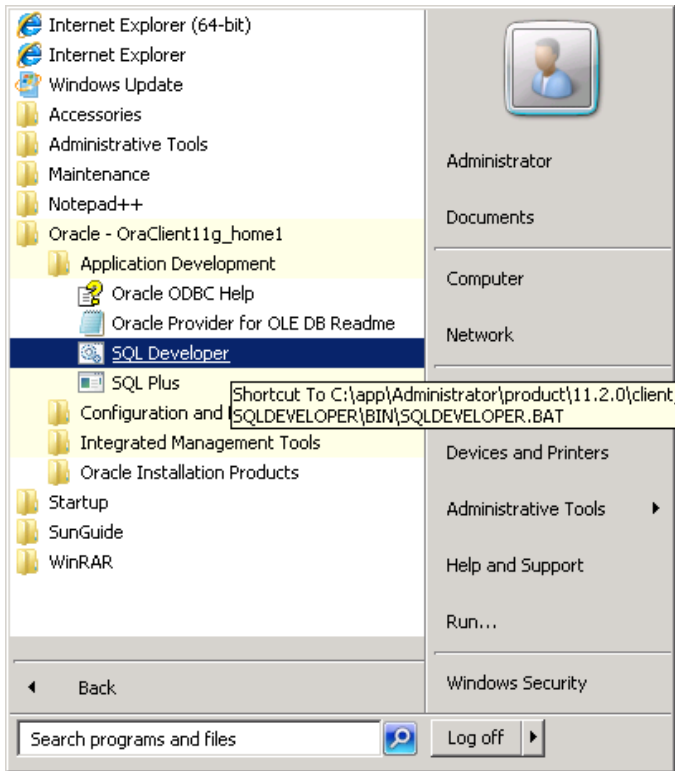 Internet Explorer (64-bit)
Internet Explorer
Windows Update
Accessories
Administrative Tools
Maintenance
Notepad++
Oracle - OraClient11g_home1
Application Development
Oracle ODBC Help
Oracle Provider for OLE DB Readme
SQL Developer
SQL Plus
Shortcut To C:\app\Administrator\product\11.2.0\client_
SQLDEVELOPER\BIN\SQLDEVELOPER.BAT
Configuration and
Integrated Management Tools
Oracle Installation Products
Startup
SunGuide
WinRAR
Back
Search programs and files
Administrator
Documents
Computer
Network
Devices and Printers
Administrative Tools
Help and Support
Run...
Windows Security
Log off